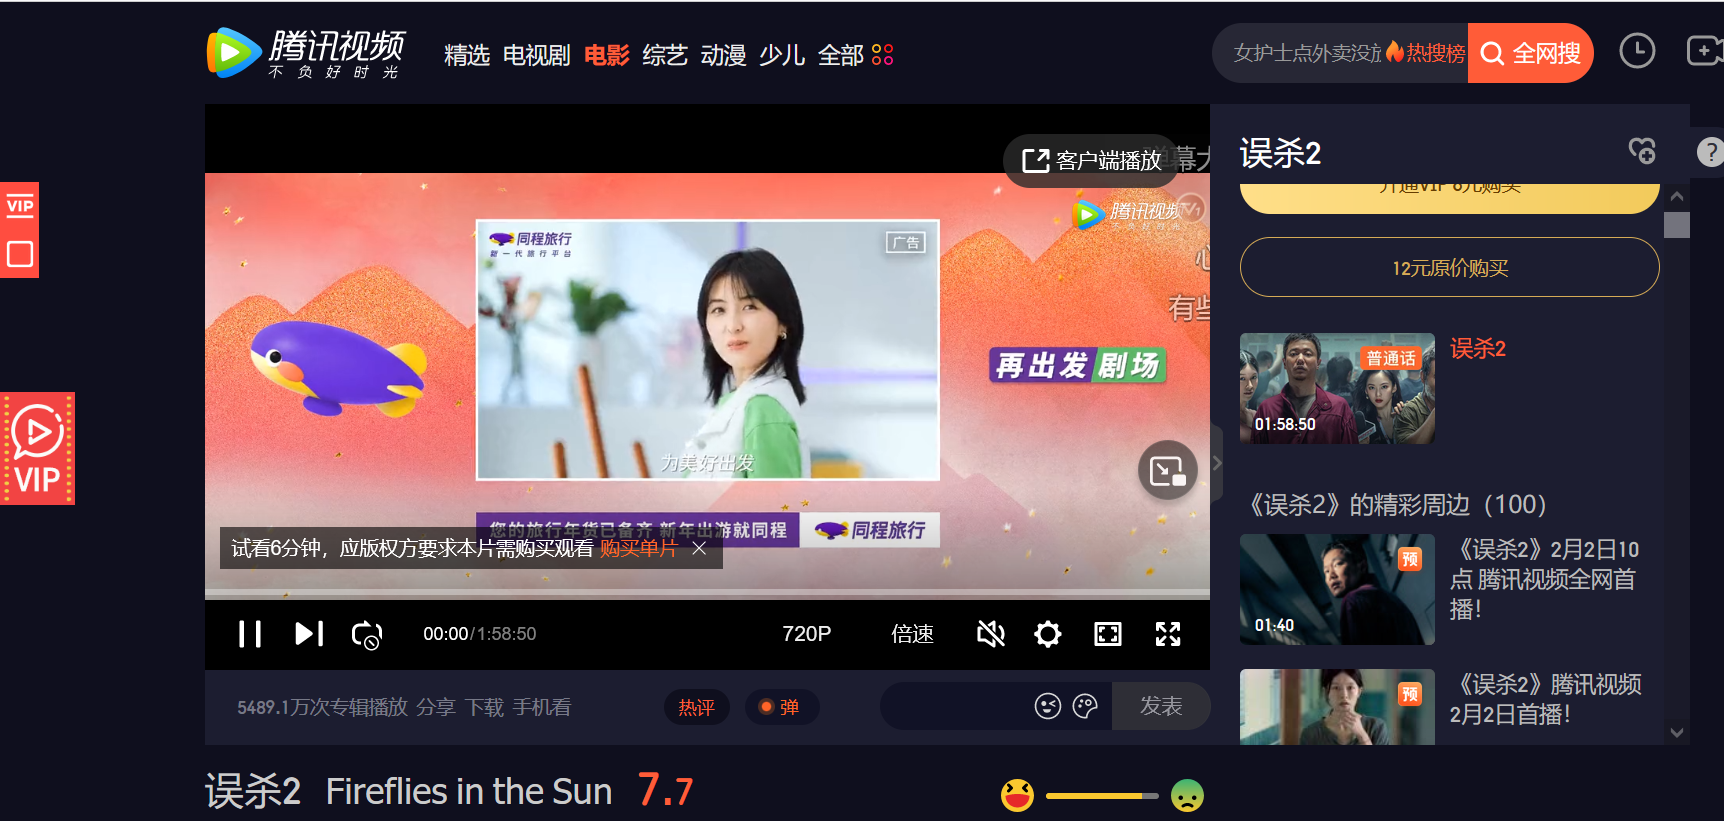 腾讯视频
不负好时光
精选 电视剧 电影 综艺 动漫 少儿 全部
女护士点外卖没放 热搜榜 全网搜
客户端播放
幕大
误杀2
开通VIP 6元购买
12元原价购买
VIP
VIP
腾讯视频
不负好时光
同程旅行
新一代旅行平台
广告
心
有些
再出发剧场
为美好出发
您的旅行年货已备齐 新年出游就同程
同程旅行
试看6分钟，应版权方要求本片需购买观看 购买单片
普通话
01:58:50
误杀2
《误杀2》的精彩周边（100）
预
01:40
《误杀2》2月2日10
点 腾讯视频全网首
播！
预
《误杀2》腾讯视频
2月2日首播！
00:00/1:58:50
720P
倍速
5489.1万次专辑播放 分享 下载 手机看
热评
弹
发表
误杀2 Fireflies in the Sun 7.7